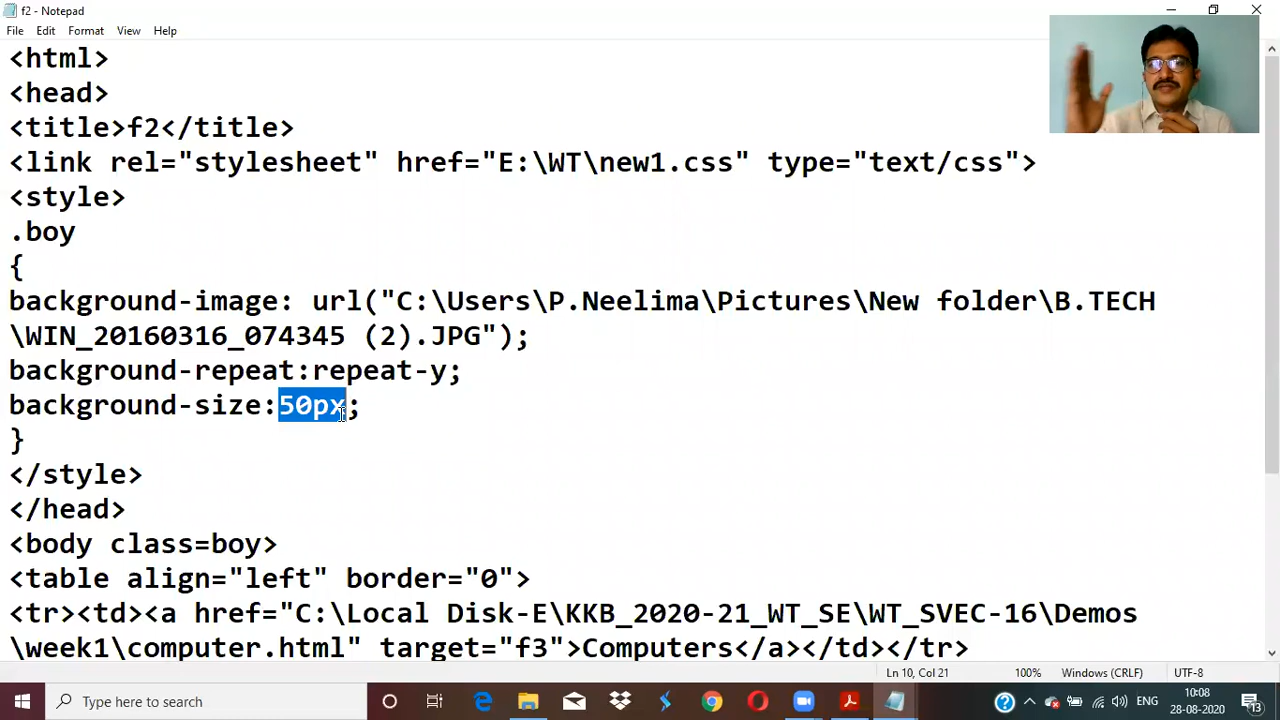 f2 - Notepad
File Edit Format View Help
<html>
<head>
<title>f2</title>
<link rel="stylesheet" href="E:\WT\new1.css" type="text/css">
<style>
.boy
{
background-image: url("C:\Users\P.Neelima\Pictures\New folder\B.TECH
\WIN_20160316_074345 (2).JPG");
background-repeat:repeat-y;
background-size:50px;
}
</style>
</head>
<body class=boy>
<table align="left" border="0">
<tr><td><a href="C:\Local Disk-E\KKB_2020-21_WT_SE\WT_SVEC-16\Demos
\week1\computer.html" target="f3">Computers</a></td></tr>
Ln 10, Col 21 100% Windows (CRLF) UTF-8
Type here to search
ENG
10:08
28-08-2020
13